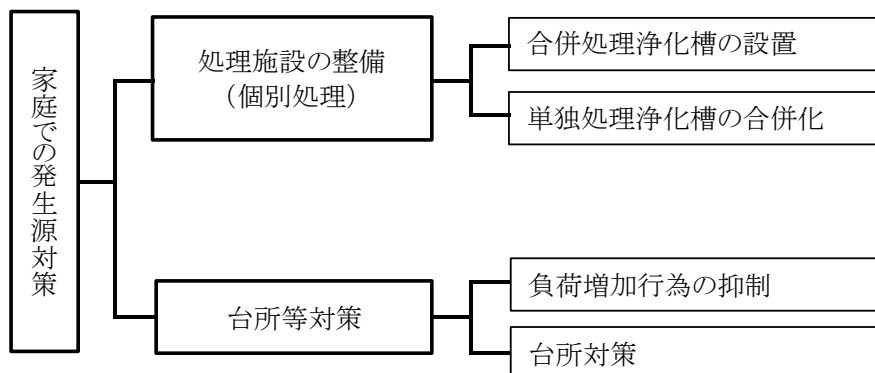 家庭での発生源対策
処理施設の整備
（個別処理）
合併処理浄化槽の設置
単独処理浄化槽の合併化
台所等対策
負荷増加行為の抑制
台所対策